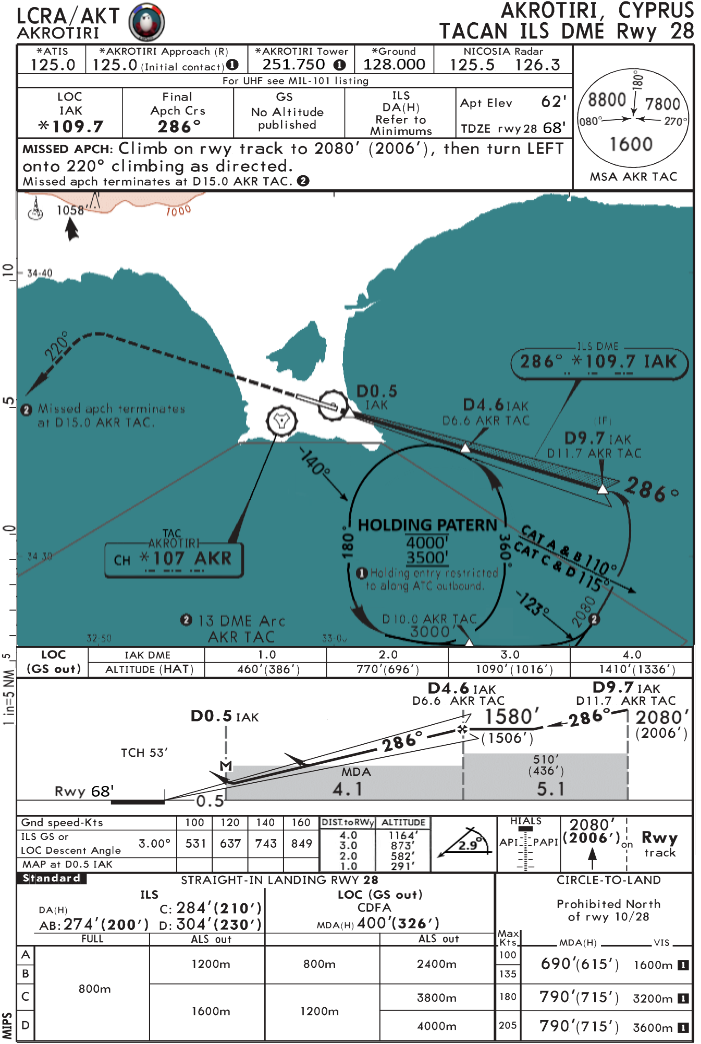 LCRA/AKT
AKROTIRI
AKROTIRI, CYPRUS
TACAN ILS DME Rwy 28
*ATIS
125.0
*AKROTIRI Approach (R)
125.0 (Initial contact) 1
*AKROTIRI Tower
251.750 1
*Ground
128.000
NICOSIA Radar
125.5 126.3
For UHF see MIL-101 listing
LOC
IAK
*109.7
Final
Apch Crs
286°
GS
No Altitude
published
ILS
DA(H)
Refer to
Minimums
Apt Elev 62'
TDZE rwy 28 68'
8800
180°
7800
080°
270°
1600
MSA AKR TAC
MISSED APCH: Climb on rwy track to 2080' (2006'), then turn LEFT
onto 220° climbing as directed.
Missed apch terminates at D15.0 AKR TAC. 2
1058'
1000
10
34-40
220°
ILS DME
286° *109.7 IAK
2 Missed apch terminates
at D15.0 AKR TAC.
5
D0.5
IAK
D4.6 IAK
D6.6 AKR TAC
(IF)
D9.7 IAK
D11.7 AKR TAC
286°
-140°
TAC
AKROTIRI
CH *107 AKR
180°
HOLDING PATERN
4000'
3500'
360°
1 Holding entry restricted
to along ATC outbound.
CAT A & B 110°
CAT C & D 115°
0
34-30
-123°
2080
2
D10.0 AKR TAC
3000'
2 13 DME Arc
AKR TAC
32-50
33-00
5
1 in=5 NM
LOC
(GS out)
IAK DME 1.0 2.0 3.0 4.0
ALTITUDE (HAT) 460'(386') 770'(696') 1090'(1016') 1410'(1336')
D0.5 IAK
D4.6 IAK
D6.6 AKR TAC
D9.7 IAK
D11.7 AKR TAC
1580'
(1506')
286°
2080'
(2006')
286°
TCH 53'
M
MDA
510'
(436')
Rwy 68'
0.5
4.1
5.1
Gnd speed-Kts 100 120 140 160
ILS GS or
LOC Descent Angle 3.00° 531 637 743 849
MAP at D0.5 IAK
DIST.toRWy ALTITUDE
4.0 1164'
3.0 873'
2.0 582'
1.0 291'
2.9°
HIALS
API PAPI
2080'
(2006')
on
Rwy
track
Standard
STRAIGHT-IN LANDING RWY 28
CIRCLE-TO-LAND
ILS
DA(H)
C: 284'(210')
AB: 274'(200') D: 304'(230')
LOC (GS out)
CDFA
MDA(H) 400'(326')
Prohibited North
of rwy 10/28
FULL
ALS out
ALS out
Max
Kts
MDA(H)
VIS
A
B
C
D
800m
1200m
1600m
800m
1200m
2400m
3800m
4000m
100
135
690'(615') 1600m 1
180 790'(715') 3200m 1
205 790'(715') 3600m 1
MIPS